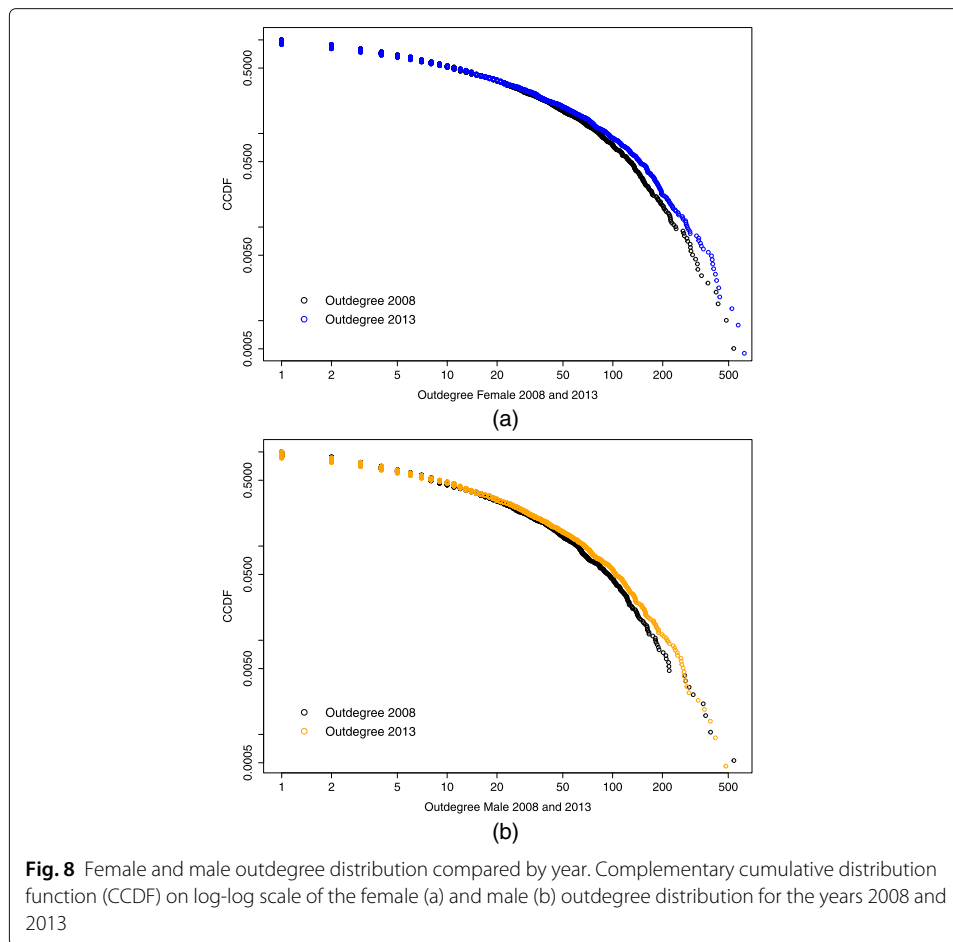 0.5000
0.0500
0.0050
0.0005
CCDF
Outdegree 2008
Outdegree 2013
1 2 5 10 20 50 100 200 500
Outdegree Female 2008 and 2013
(a)
0.5000
0.0500
0.0050
0.0005
CCDF
Outdegree 2008
Outdegree 2013
1 2 5 10 20 50 100 200 500
Outdegree Male 2008 and 2013
(b)
Fig. 8 Female and male outdegree distribution compared by year. Complementary cumulative distribution
function (CCDF) on log-log scale of the female (a) and male (b) outdegree distribution for the years 2008 and
2013